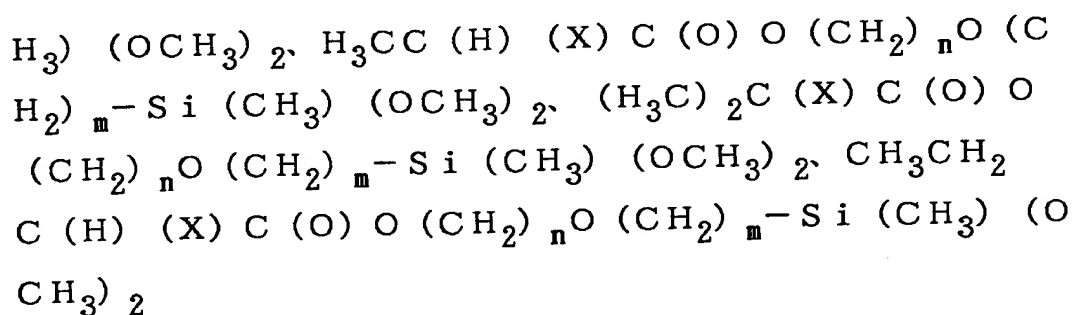 H₃) (OCH₃)₂、H₃CC(H)(X)C(O)O(CH₂)ₙO(C
H₂)ₘ−Si(CH₃)(OCH₃)₂、(H₃C)₂C(X)C(O)O
(CH₂)ₙO(CH₂)ₘ−Si(CH₃)(OCH₃)₂、CH₃CH₂
C(H)(X)C(O)O(CH₂)ₙO(CH₂)ₘ−Si(CH₃)(O
CH₃)₂